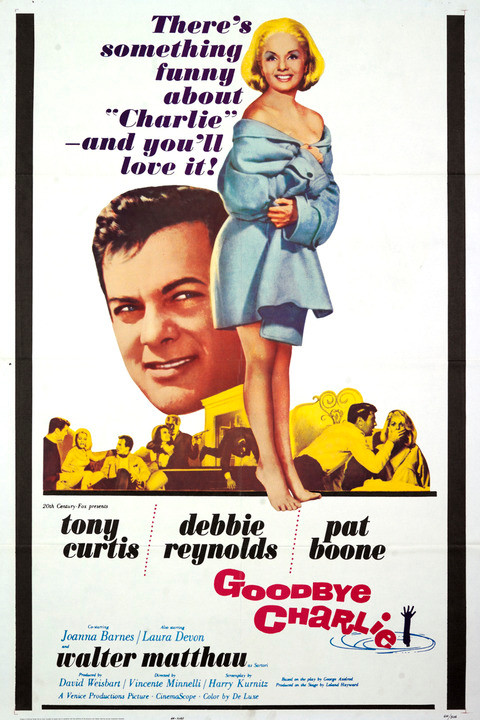 There's
something
funny
about
"Charlie"
—and you'll
love it!
20th Century-Fox presents
tony curtis
debbie reynolds
pat boone
GOODBYE
CHARLIE
Co-starring
Joanna Barnes / Laura Devon
Also starring
and
walter matthau as Sartori
Produced by
David Weisbart / Vincente Minnelli / Harry Kurnitz
Directed by
Screenplay by
Based on the play by George Axelrod
Produced on the Stage by Leland Hayward
A Venice Productions Picture · CinemaScope · Color by De Luxe